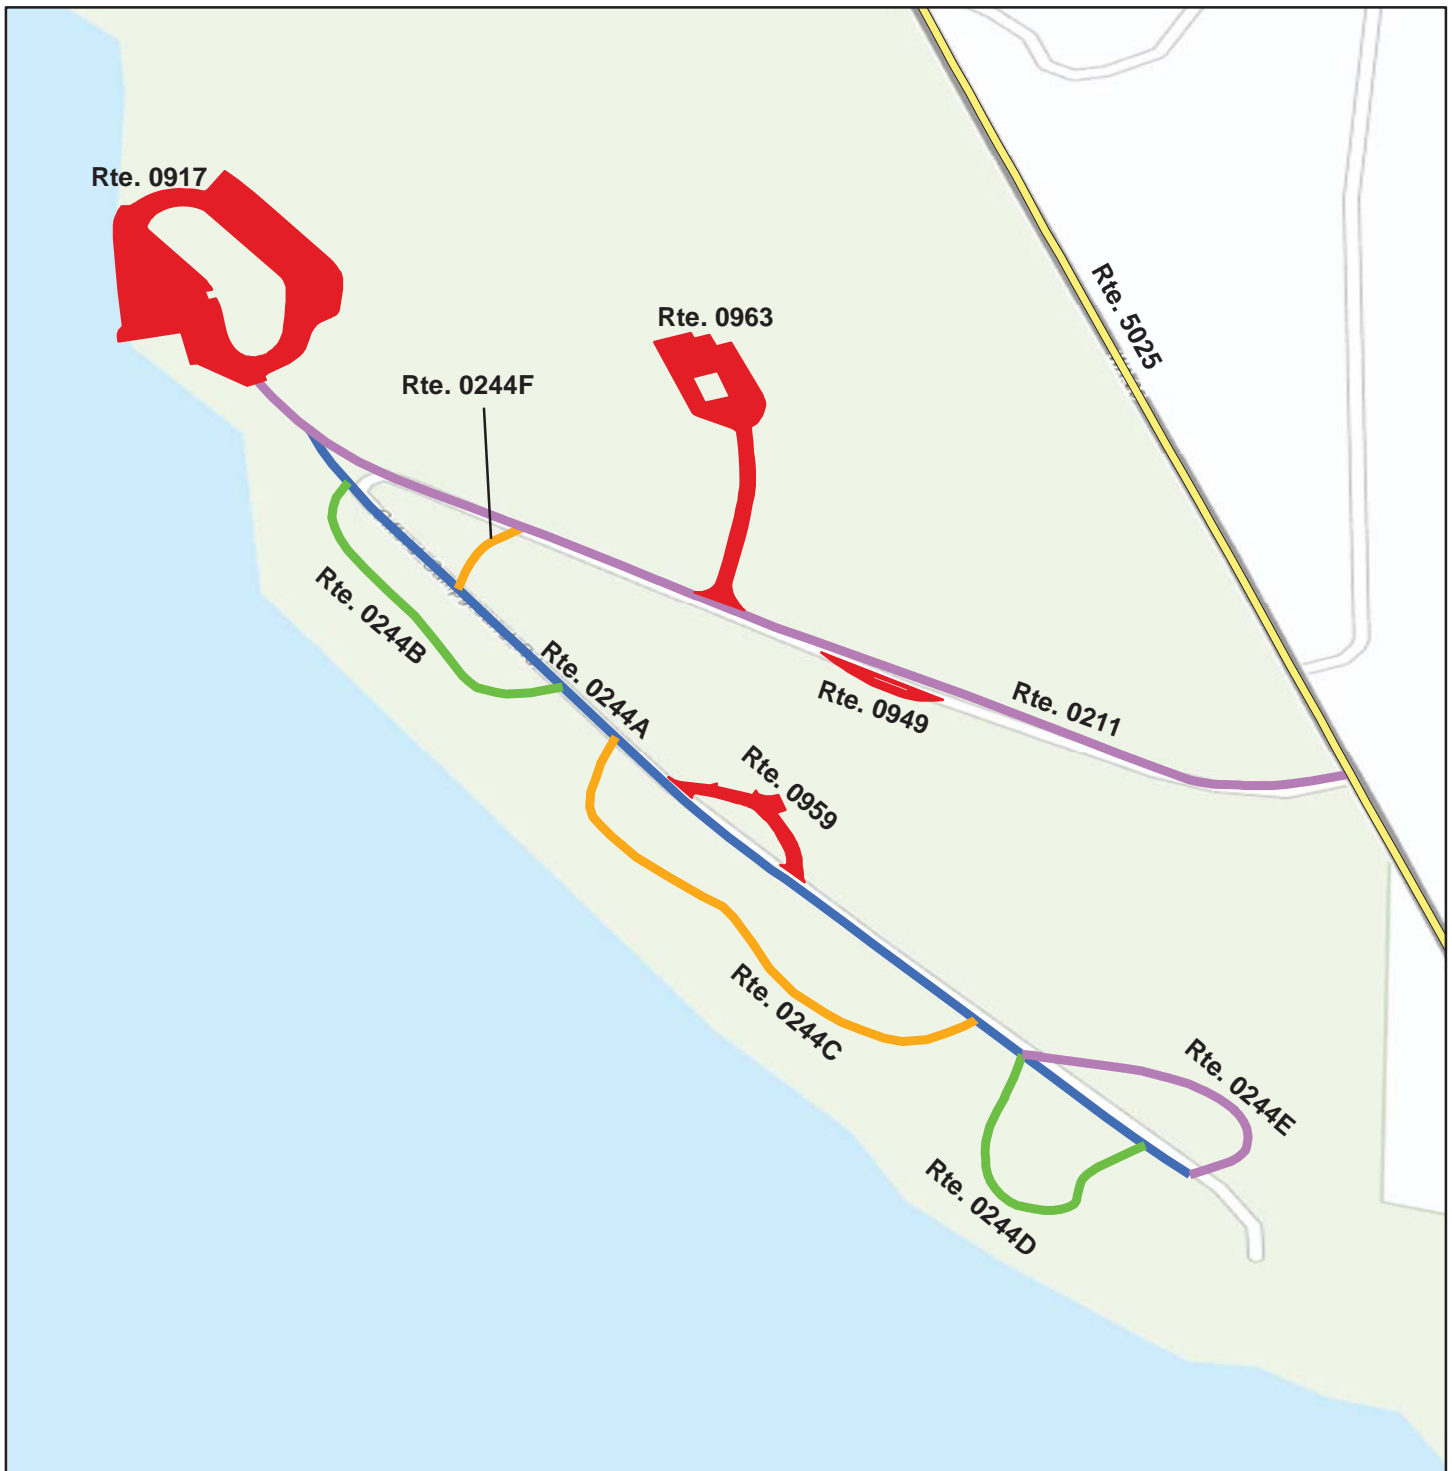 Rte. 0917
Rte. 5025
Rte. 0963
Rte. 0244F
Rte. 0244B
Rte. 0244A
Rte. 0949
Rte. 0211
Rte. 0959
Rte. 0244C
Rte. 0244E
Rte. 0244D